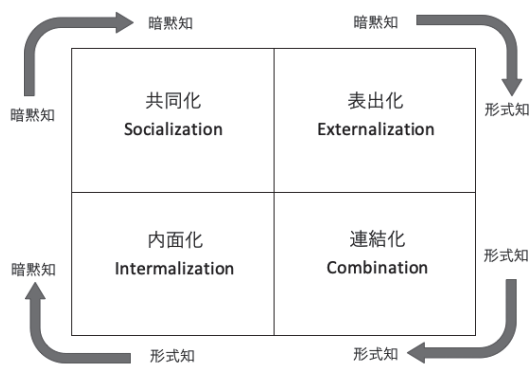 暗黙知
暗黙知
暗黙知
形式知
共同化
Socialization
表出化
Externalization
内面化
Intermalization
連結化
Combination
暗黙知
形式知
形式知
形式知